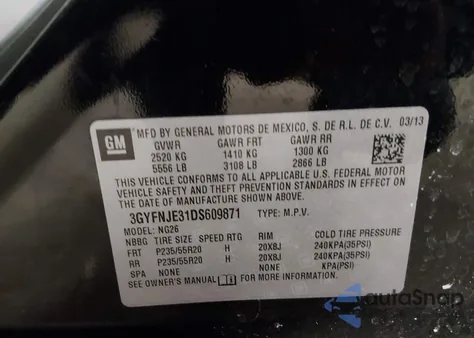 GM
MFD BY GENERAL MOTORS DE MEXICO, S. DE R.L. DE C.V. 03/13
GVWR GAWR FRT GAWR RR
2520 KG 1410 KG 1300 KG
5556 LB 3108 LB 2866 LB
THIS VEHICLE CONFORMS TO ALL APPLICABLE U.S. FEDERAL MOTOR
VEHICLE SAFETY AND THEFT PREVENTION STANDARDS IN EFFECT ON
THE DATE OF MANUFACTURE SHOWN ABOVE.
3GYFNJE31DS609871 TYPE: M.P.V.
MODEL: NG26
NBBG TIRE SIZE SPEED RTG RIM COLD TIRE PRESSURE
FRT P235/55R20 H 20X8J 240KPA(35PSI)
RR P235/55R20 H 20X8J 240KPA(35PSI)
SPA NONE NONE KPA(PSI)
SEE OWNER'S MANUAL FOR MORE INFORMATION.
autoSnap